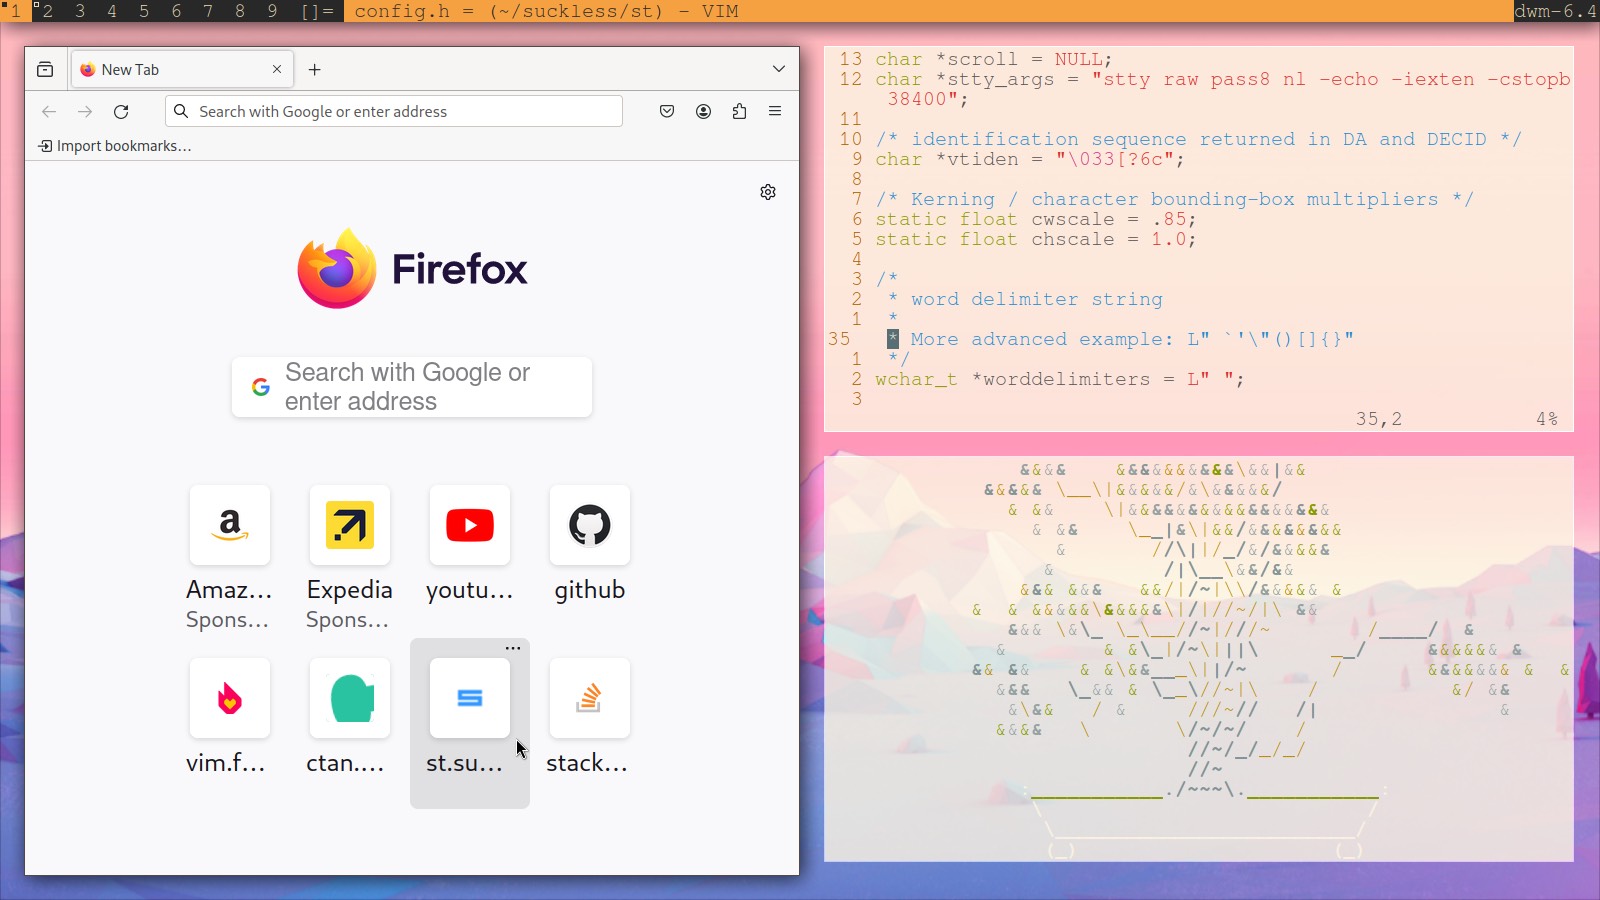 1 2 3 4 5 6 7 8 9 []= config.h = (~/suckless/st) - VIM dwm-6.4
New Tab
Search with Google or enter address
Import bookmarks...
Firefox
Search with Google or
enter address
Amaz...
Spons...
Expedia
Spons...
youtu...
github
vim.f...
ctan....
st.su...
stack...
13 char *scroll = NULL;
12 char *stty_args = "stty raw pass8 nl -echo -iexten -cstopb
38400";
11
10 /* identification sequence returned in DA and DECID */
9 char *vtiden = "\033[?6c";
8
7 /* Kerning / character bounding-box multipliers */
6 static float cwscale = .85;
5 static float chscale = 1.0;
4
3 /*
2 * word delimiter string
1 *
35 * More advanced example: L" `'\"()[]{}"
1 */
2 wchar_t *worddelimiters = L" ";
3
35,2 4%